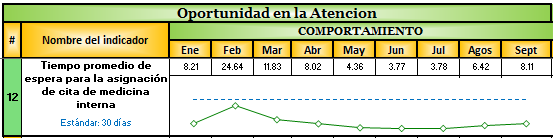 Oportunidad en la Atencion
# Nombre del indicador COMPORTAMIENTO
Ene Feb Mar Abr May Jun Jul Agos Sept
12
Tiempo promedio de
espera para la asignación
de cita de medicina
interna
Estándar: 30 días
8.21 24.64 11.83 8.02 4.36 3.77 3.78 6.42 8.11